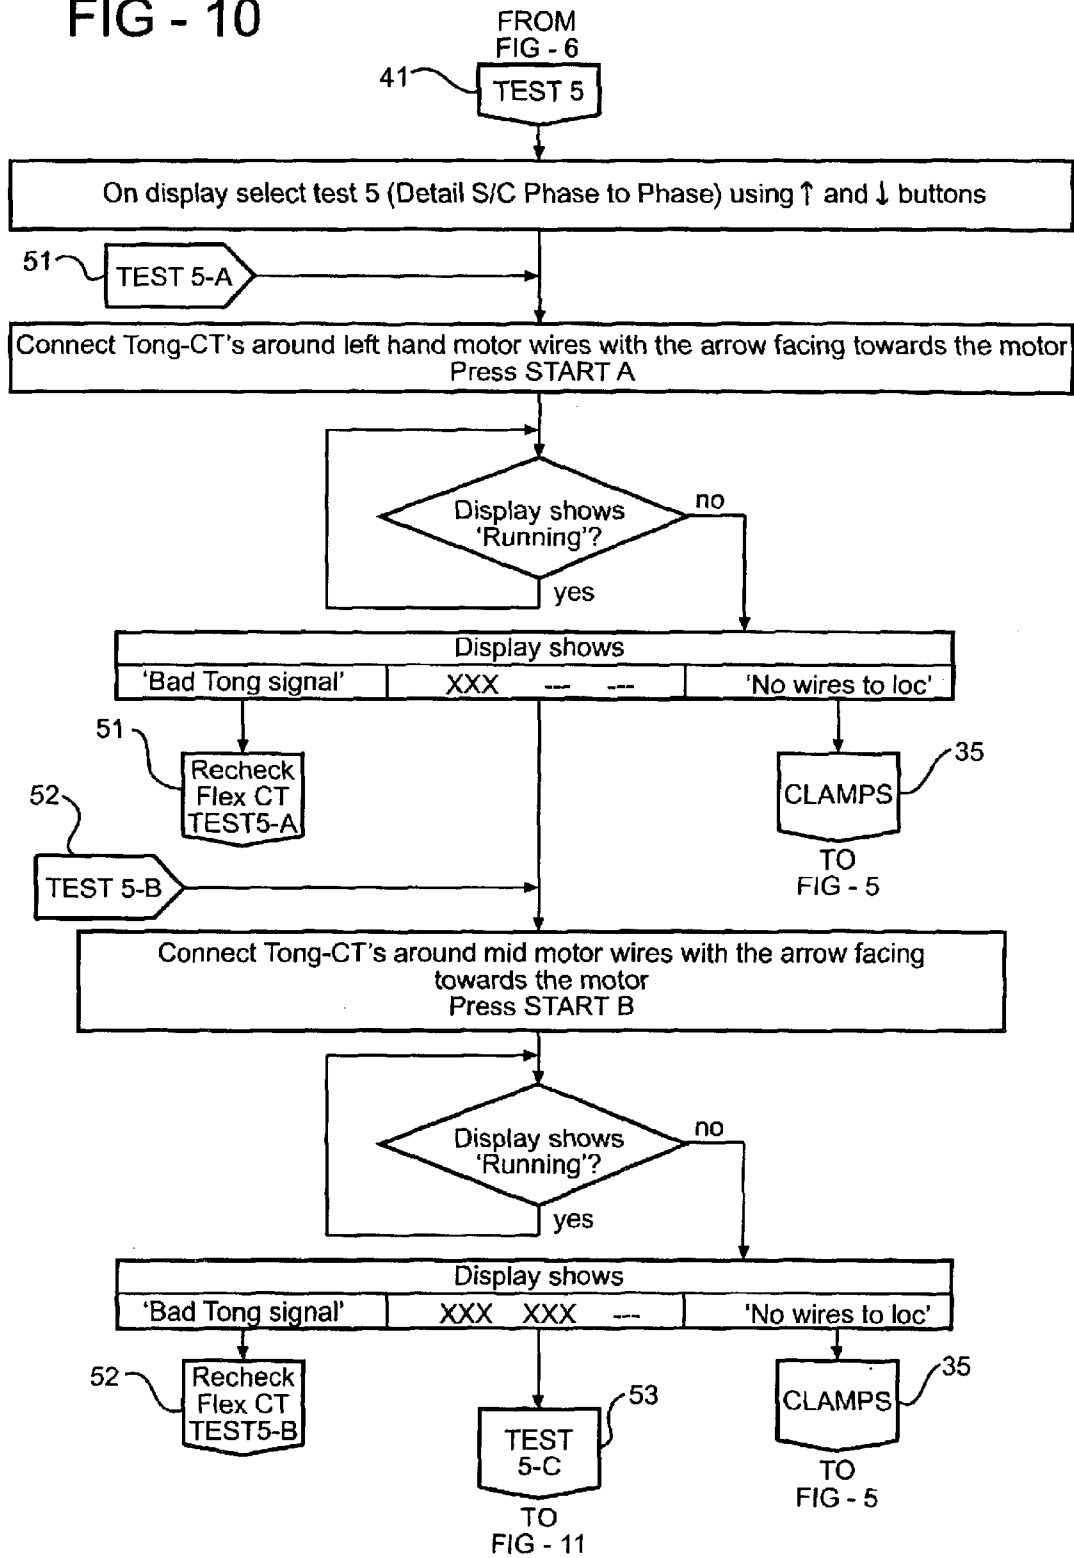 FIG - 10
FROM
FIG - 6
41
TEST 5
On display select test 5 (Detail S/C Phase to Phase) using ↑ and ↓ buttons
51
TEST 5-A
Connect Tong-CT's around left hand motor wires with the arrow facing towards the motor
Press START A
Display shows
'Running'?
no
yes
Display shows
'Bad Tong signal'
XXX --- ---
'No wires to loc'
51
Recheck
Flex CT
TEST5-A
35
CLAMPS
TO
FIG - 5
52
TEST 5-B
Connect Tong-CT's around mid motor wires with the arrow facing
towards the motor
Press START B
Display shows
'Running'?
no
yes
Display shows
'Bad Tong signal'
XXX XXX ---
'No wires to loc'
52
Recheck
Flex CT
TEST5-B
53
TEST
5-C
TO
FIG - 11
35
CLAMPS
TO
FIG - 5